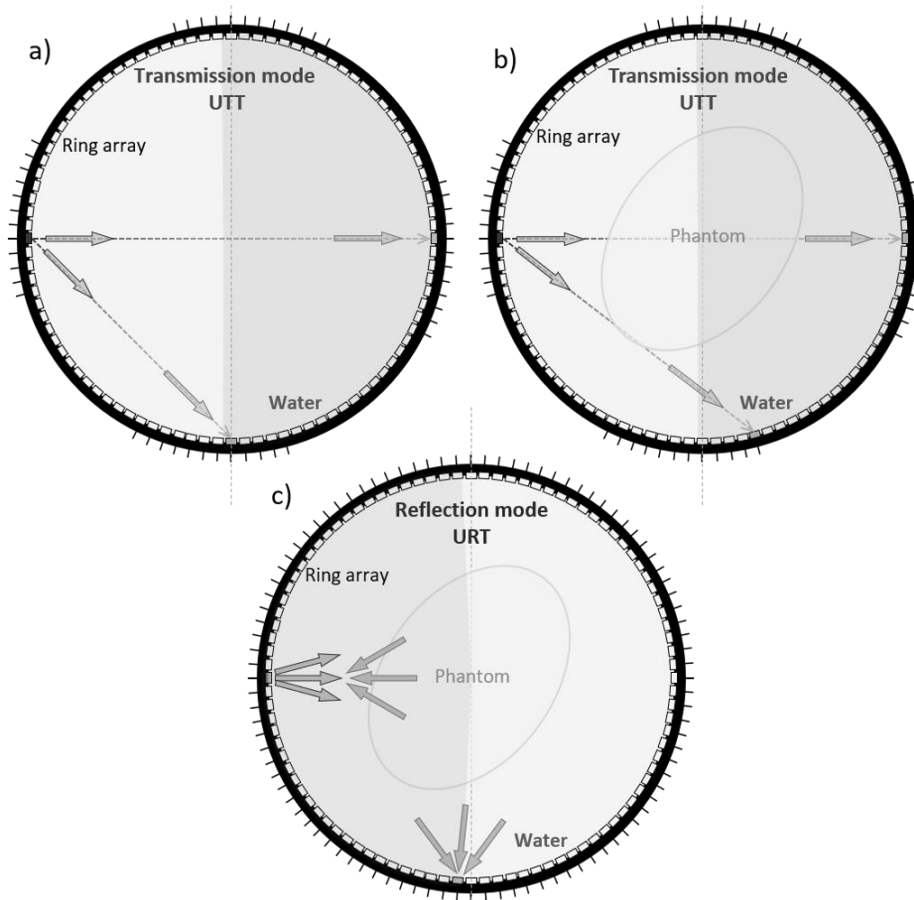 a)
Transmission mode
UTT
Ring array
Water
b)
Transmission mode
UTT
Ring array
Phantom
Water
c)
Reflection mode
URT
Ring array
Phantom
Water